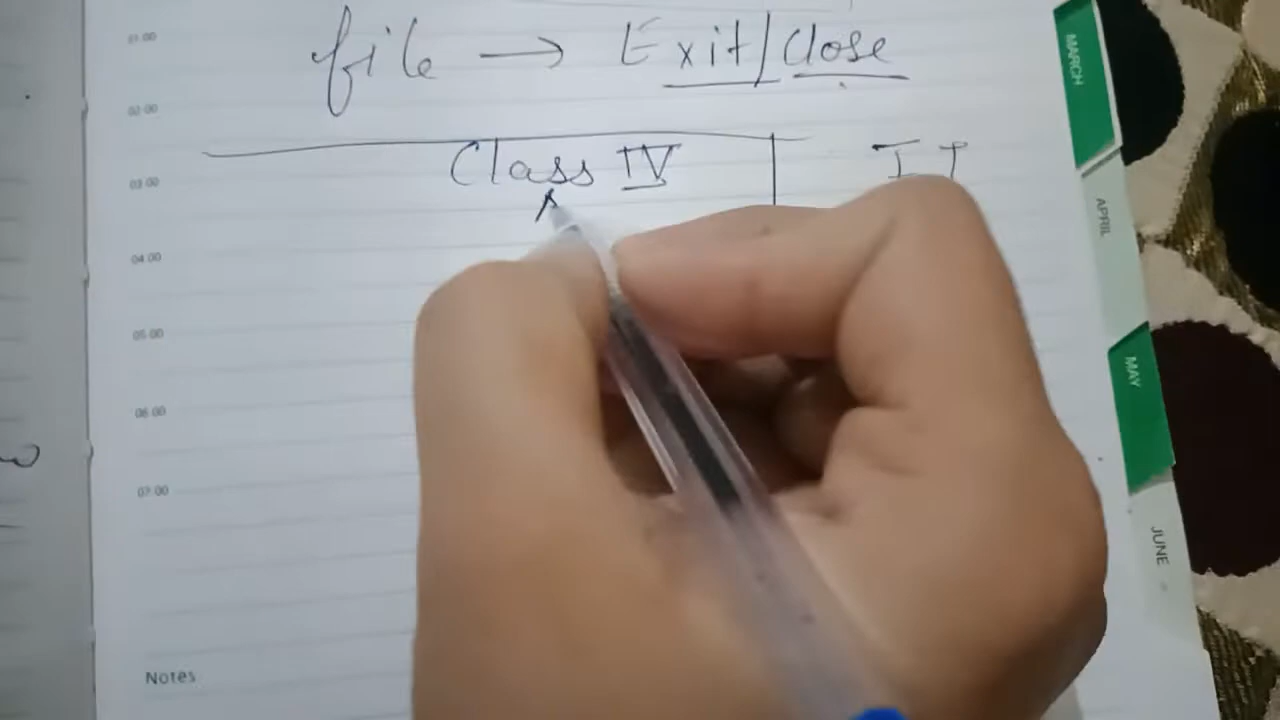 01:00
file → Exit/Close
02:00
Class IV
03:00
04:00
05:00
06:00
07:00
Notes
MARCH
APRIL
MAY
JUNE